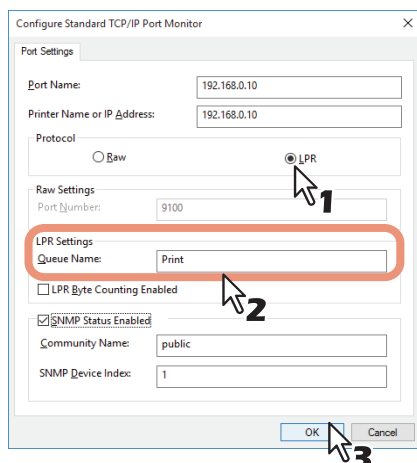 Configure Standard TCP/IP Port Monitor
Port Settings
Port Name: 192.168.0.10
Printer Name or IP Address: 192.168.0.10
Protocol
Raw LPR
1
Raw Settings
Port Number: 9100
LPR Settings
Queue Name: Print
2
LPR Byte Counting Enabled
SNMP Status Enabled
Community Name: public
SNMP Device Index: 1
OK Cancel
3